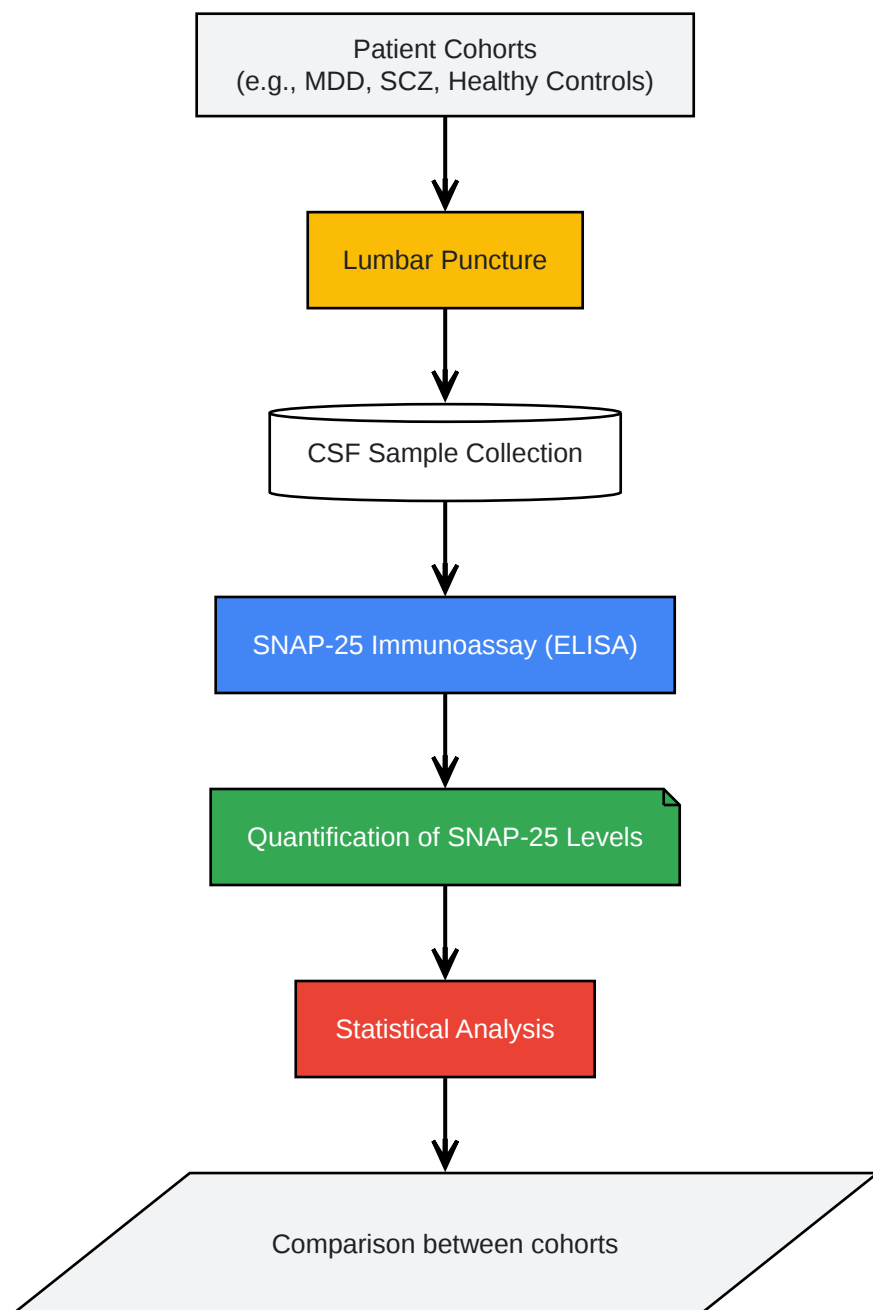 Patient Cohorts
(e.g., MDD, SCZ, Healthy Controls)
Lumbar Puncture
CSF Sample Collection
SNAP-25 Immunoassay (ELISA)
Quantification of SNAP-25 Levels
Statistical Analysis
Comparison between cohorts